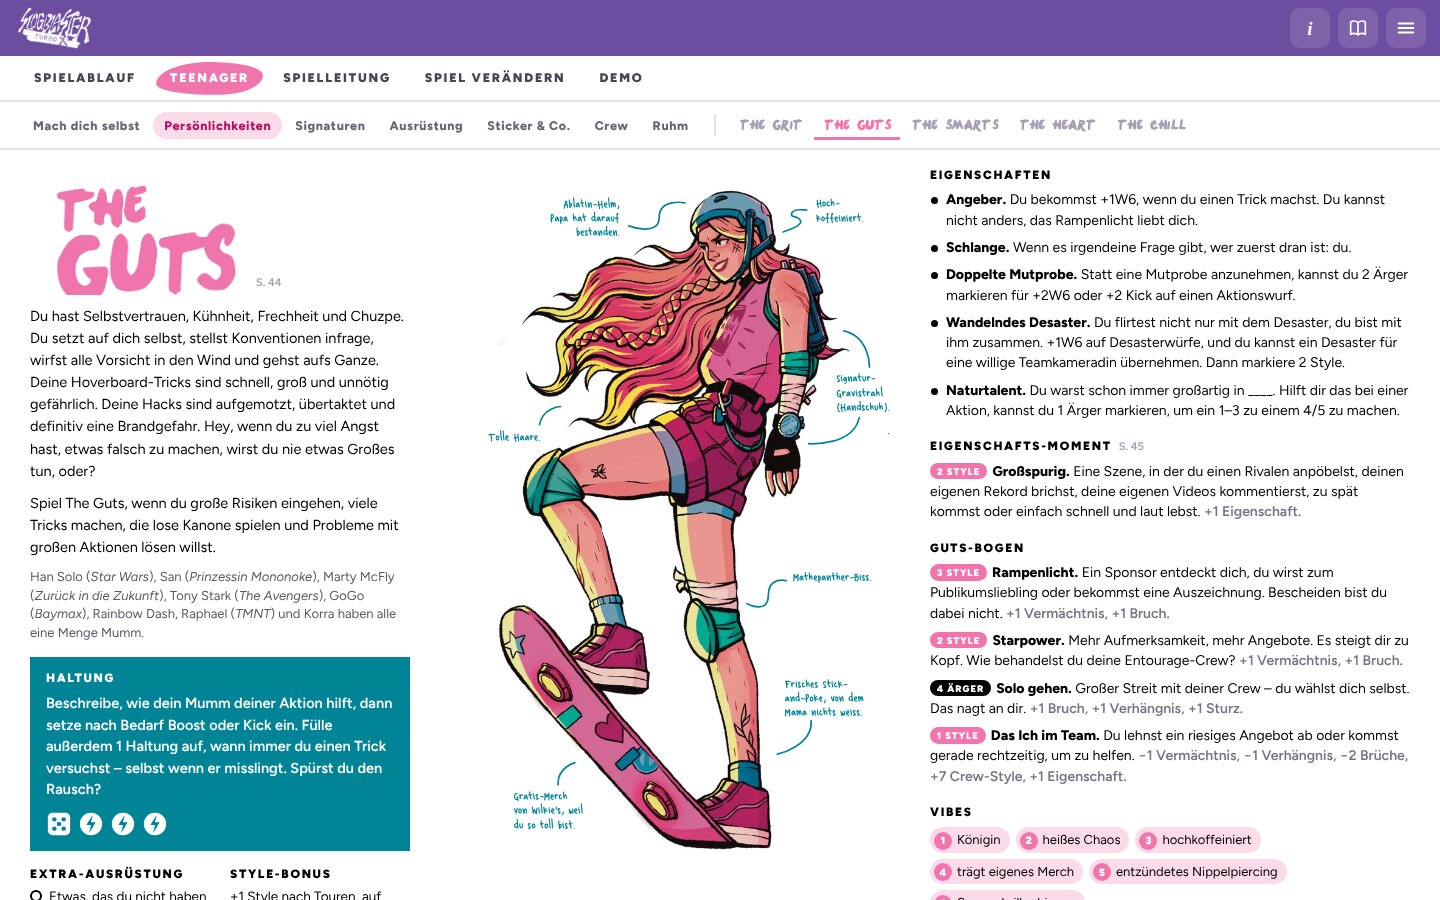 SLUGBLASTER
TURBO X
i
SPIELABLAUF
TEENAGER
SPIELLEITUNG
SPIEL VERÄNDERN
DEMO
Mach dich selbst
Persönlichkeiten
Signaturen
Ausrüstung
Sticker & Co.
Crew
Ruhm
THE GRIT
THE GUTS
THE SMARTS
THE HEART
THE CHILL
THE
GUTS
S. 44
Du hast Selbstvertrauen, Kühnheit, Frechheit und Chuzpe.
Du setzt auf dich selbst, stellst Konventionen infrage,
wirfst alle Vorsicht in den Wind und gehst aufs Ganze.
Deine Hoverboard-Tricks sind schnell, groß und unnötig
gefährlich. Deine Hacks sind aufgemotzt, übertaktet und
definitiv eine Brandgefahr. Hey, wenn du zu viel Angst
hast, etwas falsch zu machen, wirst du nie etwas Großes
tun, oder?
Spiel The Guts, wenn du große Risiken eingehen, viele
Tricks machen, die lose Kanone spielen und Probleme mit
großen Aktionen lösen willst.
Han Solo (Star Wars), San (Prinzessin Mononoke), Marty McFly
(Zurück in die Zukunft), Tony Stark (The Avengers), GoGo
(Baymax), Rainbow Dash, Raphael (TMNT) und Korra haben alle
eine Menge Mumm.
HALTUNG
Beschreibe, wie dein Mumm deiner Aktion hilft, dann
setze nach Bedarf Boost oder Kick ein. Fülle
außerdem 1 Haltung auf, wann immer du einen Trick
versuchst – selbst wenn er misslingt. Spürst du den
Rausch?
EXTRA-AUSRÜSTUNG
Etwas, das du nicht haben
STYLE-BONUS
+1 Style nach Touren, auf
Ablatin-Helm,
Papa hat darauf
bestanden.
Hoch-
koffeiniert.
Signatur-
Gravistrahl
(Handschuh).
Tolle Haare.
Mathepanther-Biss.
Frisches Stick-
and-Poke, von dem
Mama nichts weiss.
Gratis-Merch
von Wilkie's, weil
du so toll bist.
EIGENSCHAFTEN
Angeber. Du bekommst +1W6, wenn du einen Trick machst. Du kannst
nicht anders, das Rampenlicht liebt dich.
Schlange. Wenn es irgendeine Frage gibt, wer zuerst dran ist: du.
Doppelte Mutprobe. Statt eine Mutprobe anzunehmen, kannst du 2 Ärger
markieren für +2W6 oder +2 Kick auf einen Aktionswurf.
Wandelndes Desaster. Du flirtest nicht nur mit dem Desaster, du bist mit
ihm zusammen. +1W6 auf Desasterwürfe, und du kannst ein Desaster für
eine willige Teamkameradin übernehmen. Dann markiere 2 Style.
Naturtalent. Du warst schon immer großartig in ____. Hilft dir das bei einer
Aktion, kannst du 1 Ärger markieren, um ein 1–3 zu einem 4/5 zu machen.
EIGENSCHAFTS-MOMENT S. 45
2 STYLE Großspurig. Eine Szene, in der du einen Rivalen anpöbelst, deinen
eigenen Rekord brichst, deine eigenen Videos kommentierst, zu spät
kommst oder einfach schnell und laut lebst. +1 Eigenschaft.
GUTS-BOGEN
3 STYLE Rampenlicht. Ein Sponsor entdeckt dich, du wirst zum
Publikumsliebling oder bekommst eine Auszeichnung. Bescheiden bist du
dabei nicht. +1 Vermächtnis, +1 Bruch.
2 STYLE Starpower. Mehr Aufmerksamkeit, mehr Angebote. Es steigt dir zu
Kopf. Wie behandelst du deine Entourage-Crew? +1 Vermächtnis, +1 Bruch.
4 ÄRGER Solo gehen. Großer Streit mit deiner Crew – du wählst dich selbst.
Das nagt an dir. +1 Bruch, +1 Verhängnis, +1 Sturz.
1 STYLE Das Ich im Team. Du lehnst ein riesiges Angebot ab oder kommst
gerade rechtzeitig, um zu helfen. −1 Vermächtnis, −1 Verhängnis, −2 Brüche,
+7 Crew-Style, +1 Eigenschaft.
VIBES
1 Königin 2 heißes Chaos 3 hochkoffeiniert
4 trägt eigenes Merch 5 entzündetes Nippelpiercing